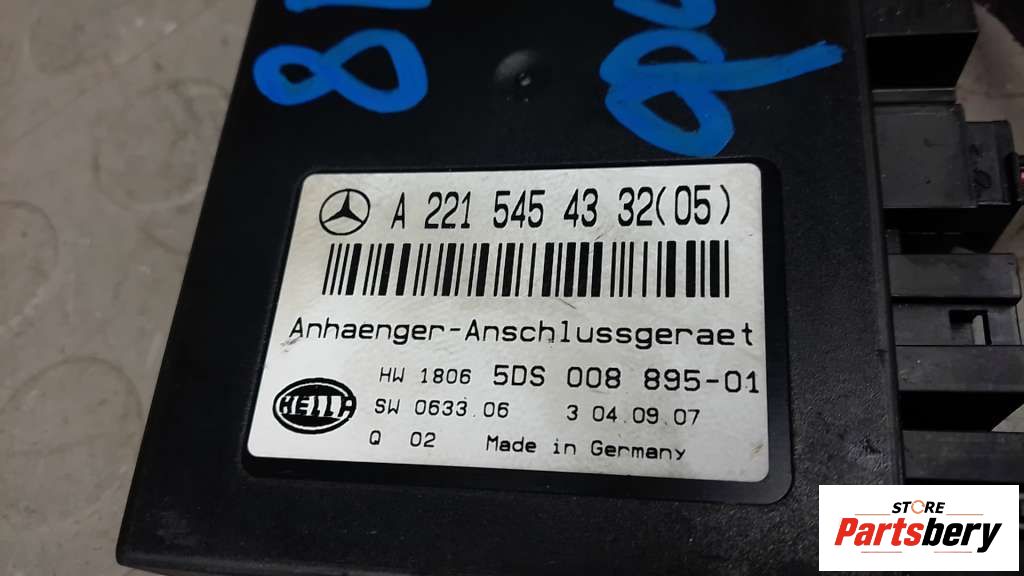 A 221 545 43 32(05)
Anhaenger-Anschlussgeraet
HW 1806 5DS 008 895-01
HELLA
SW 0633.06 3 04.09.07
Q 02 Made in Germany
STORE
Partsbery